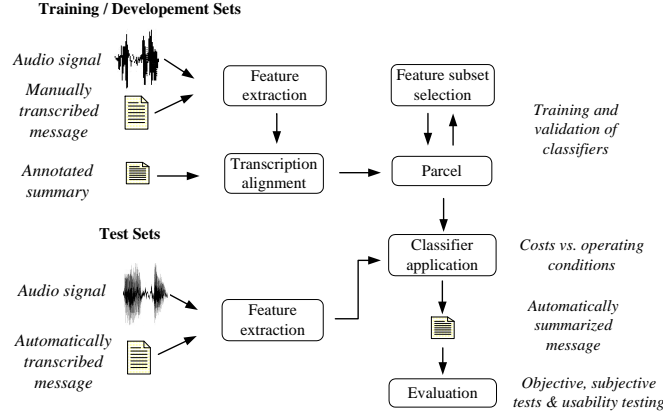 Training / Developement Sets
Audio signal
Manually
transcribed
message
Annotated
summary
Feature
extraction
Transcription
alignment
Feature subset
selection
Parcel
Training and
validation of
classifiers
Test Sets
Audio signal
Automatically
transcribed
message
Feature
extraction
Classifier
application
Costs vs. operating
conditions
Automatically
summarized
message
Evaluation
Objective, subjective
tests & usability testing